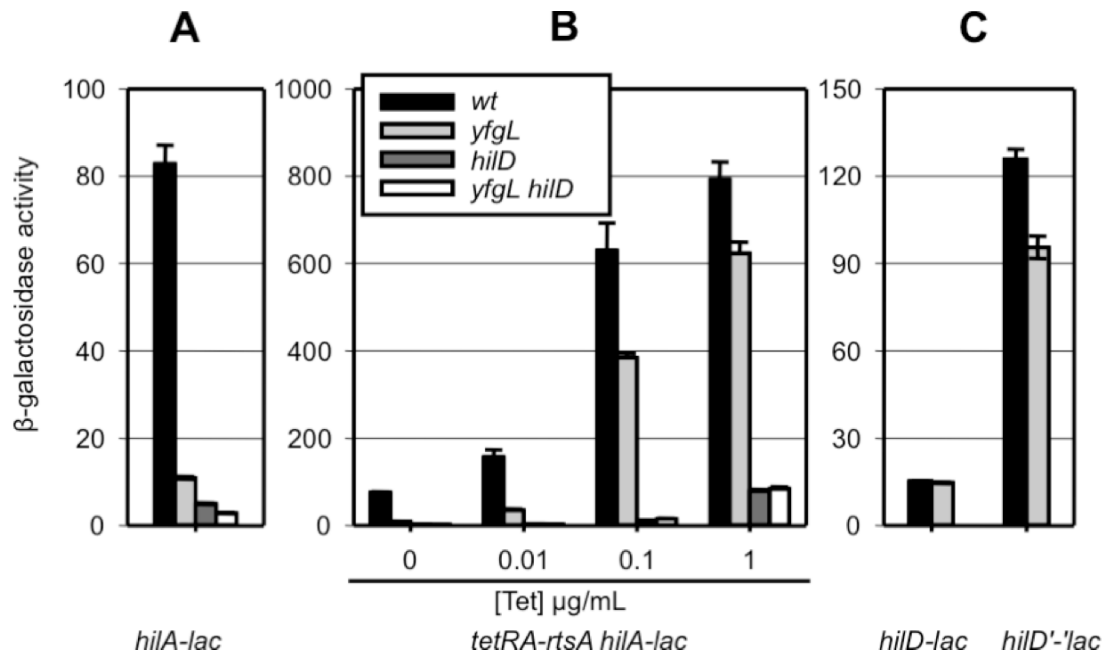 A B C
β-galactosidase activity
100
80
60
40
20
0
1000
800
600
400
200
0
wt
yfgL
hilD
yfgL hilD
150
120
90
60
30
0
0 0.01 0.1 1
[Tet] µg/mL
hilA-lac tetRA-rtsA hilA-lac hilD-lac hilD'-'lac